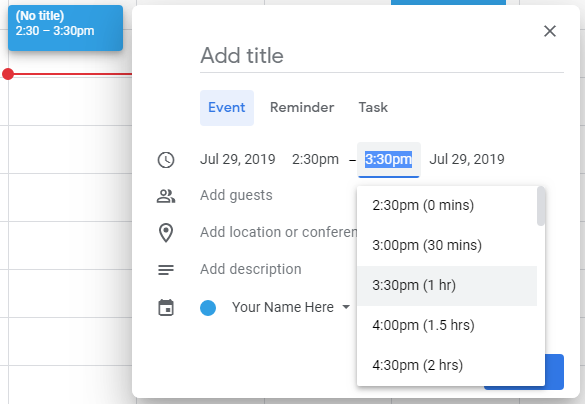 (No title)
2:30 – 3:30pm
Add title
Event Reminder Task
Jul 29, 2019 2:30pm – 3:30pm Jul 29, 2019
Add guests
Add location or conferen
Add description
Your Name Here
2:30pm (0 mins)
3:00pm (30 mins)
3:30pm (1 hr)
4:00pm (1.5 hrs)
4:30pm (2 hrs)